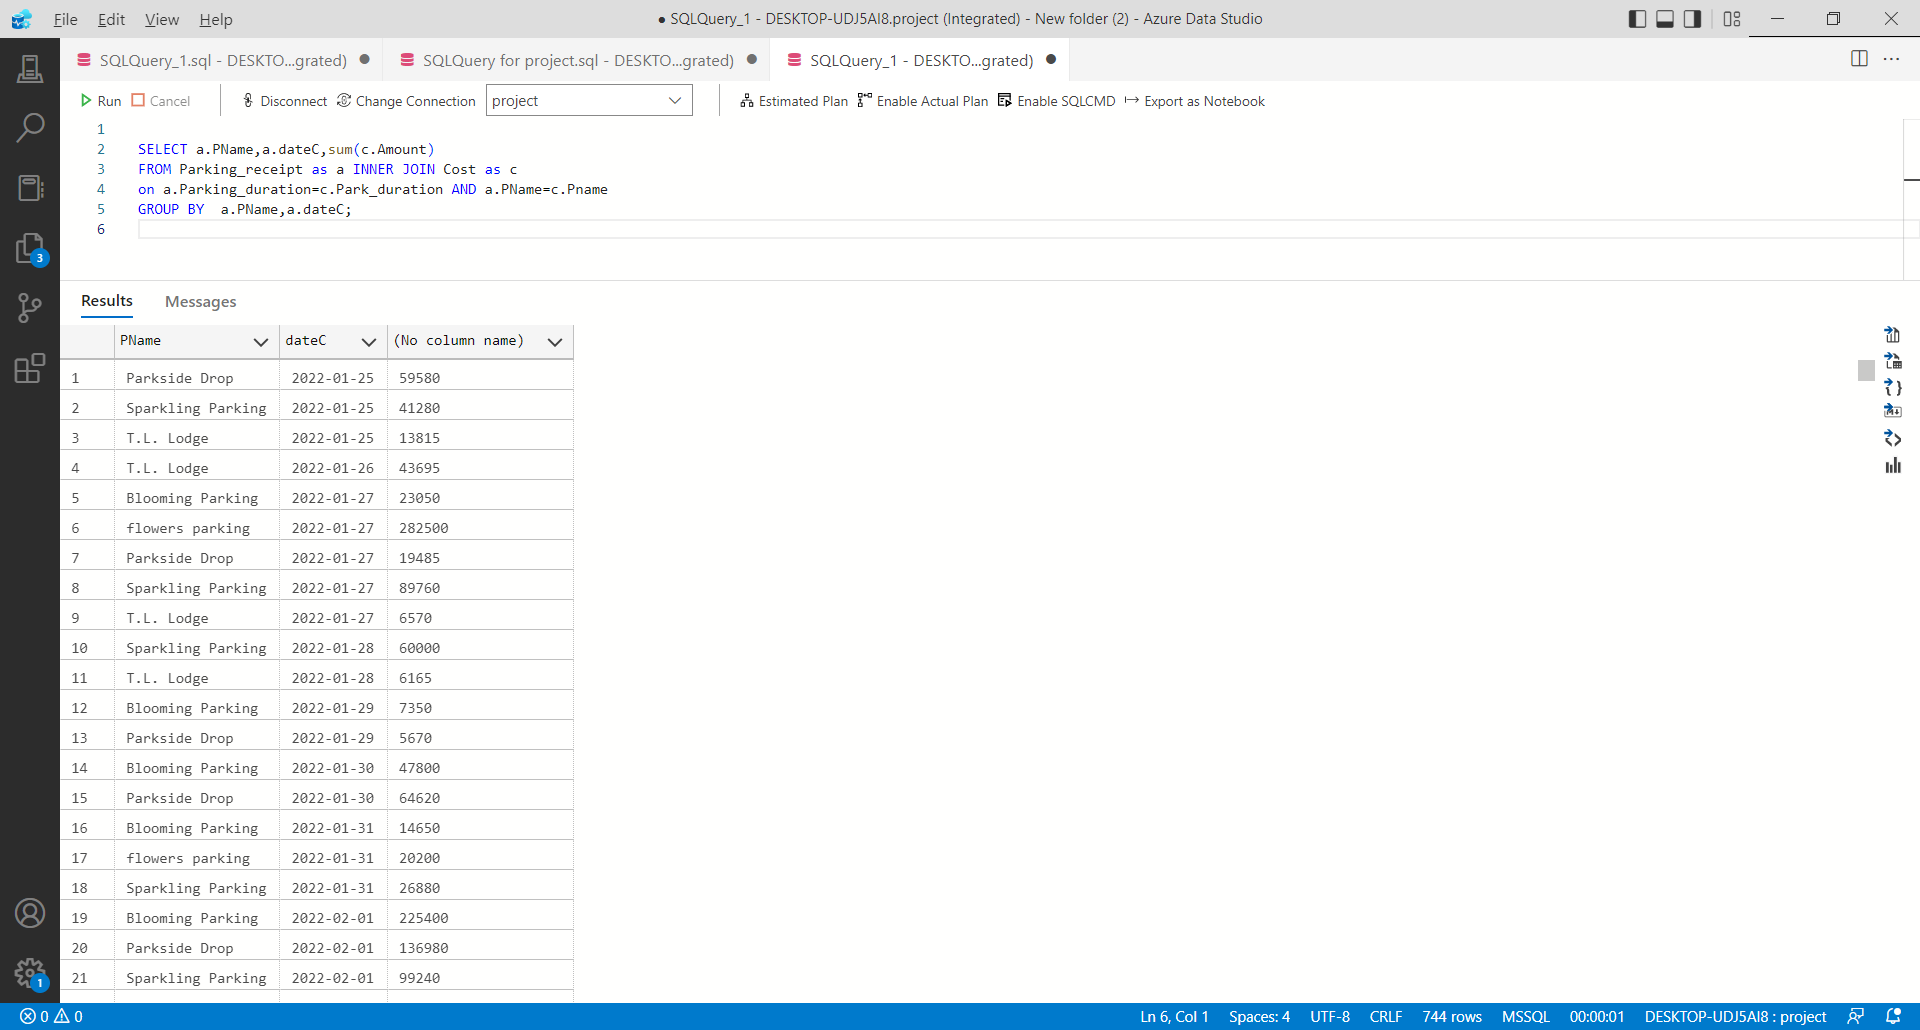 File Edit View Help
● SQLQuery_1 - DESKTOP-UDJ5AI8.project (Integrated) - New folder (2) - Azure Data Studio
SQLQuery_1.sql - DESKTO...grated) ● SQLQuery for project.sql - DESKTO...grated) ● SQLQuery_1 - DESKTO...grated) ●
Run Cancel Disconnect Change Connection project Estimated Plan Enable Actual Plan Enable SQLCMD Export as Notebook
1
2 SELECT a.PName,a.dateC,sum(c.Amount)
3 FROM Parking_receipt as a INNER JOIN Cost as c
4 on a.Parking_duration=c.Park_duration AND a.PName=c.Pname
5 GROUP BY  a.PName,a.dateC;
6
3
Results Messages
PName dateC (No column name)
1 Parkside Drop 2022-01-25 59580
2 Sparkling Parking 2022-01-25 41280
3 T.L. Lodge 2022-01-25 13815
4 T.L. Lodge 2022-01-26 43695
5 Blooming Parking 2022-01-27 23050
6 flowers parking 2022-01-27 282500
7 Parkside Drop 2022-01-27 19485
8 Sparkling Parking 2022-01-27 89760
9 T.L. Lodge 2022-01-27 6570
10 Sparkling Parking 2022-01-28 60000
11 T.L. Lodge 2022-01-28 6165
12 Blooming Parking 2022-01-29 7350
13 Parkside Drop 2022-01-29 5670
14 Blooming Parking 2022-01-30 47800
15 Parkside Drop 2022-01-30 64620
16 Blooming Parking 2022-01-31 14650
17 flowers parking 2022-01-31 20200
18 Sparkling Parking 2022-01-31 26880
19 Blooming Parking 2022-02-01 225400
20 Parkside Drop 2022-02-01 136980
21 Sparkling Parking 2022-02-01 99240
1
0 0 Ln 6, Col 1 Spaces: 4 UTF-8 CRLF 744 rows MSSQL 00:00:01 DESKTOP-UDJ5AI8 : project